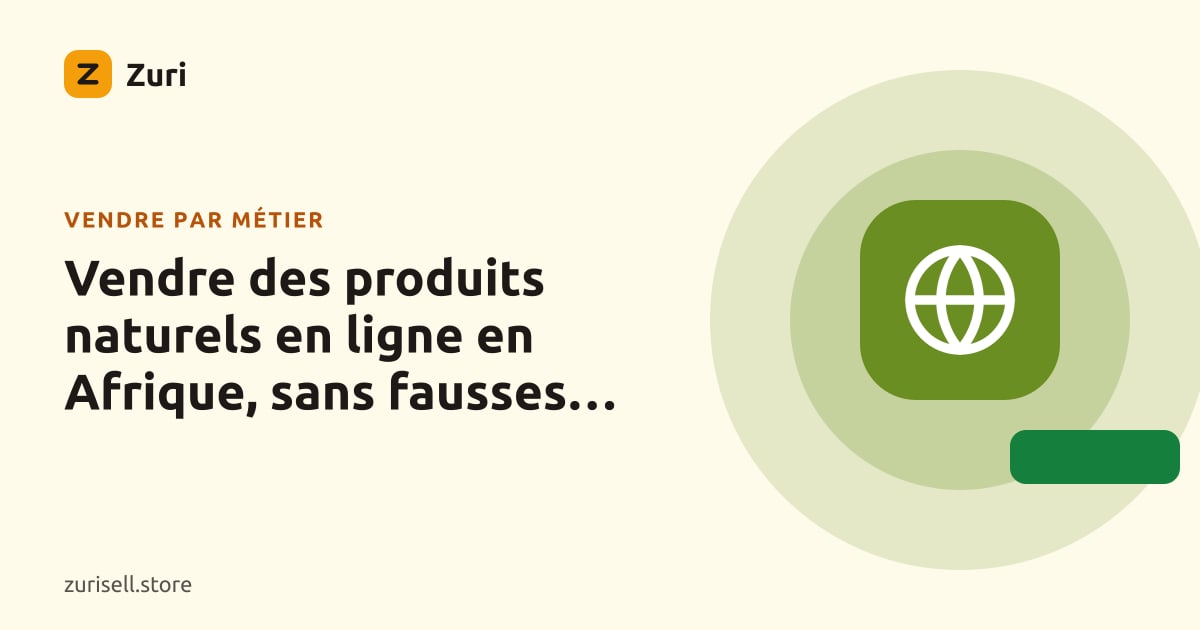 Z Zuri
VENDRE PAR MÉTIER
Vendre des produits
naturels en ligne en
Afrique, sans fausses…
zurisell.store